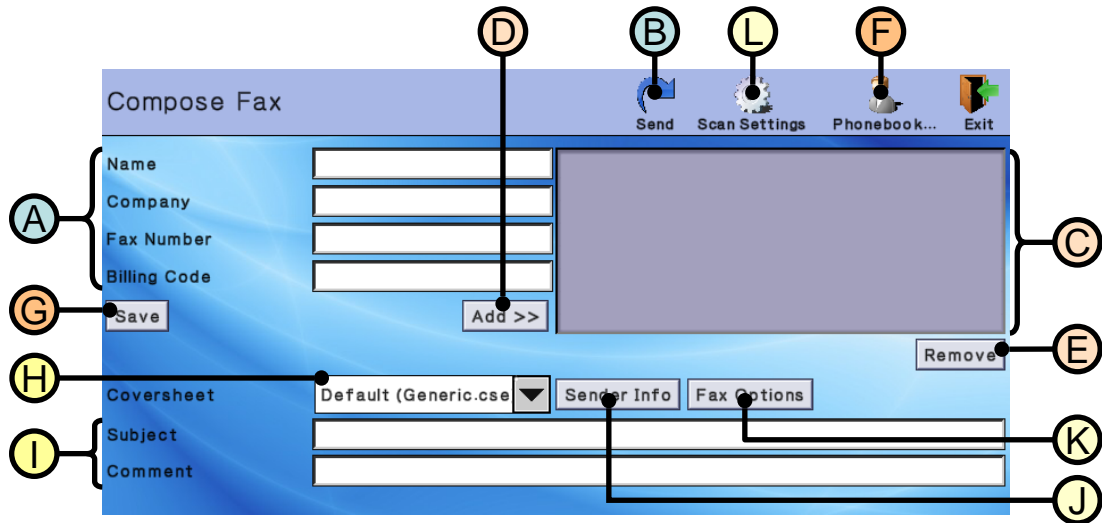 D B L F
Compose Fax
Send Scan Settings Phonebook... Exit
Name
A Company C
Fax Number
Billing Code
G Save Add >>
Remove E
H Coversheet Default (Generic.cse Sender Info Fax Options
Subject K
I
Comment
J